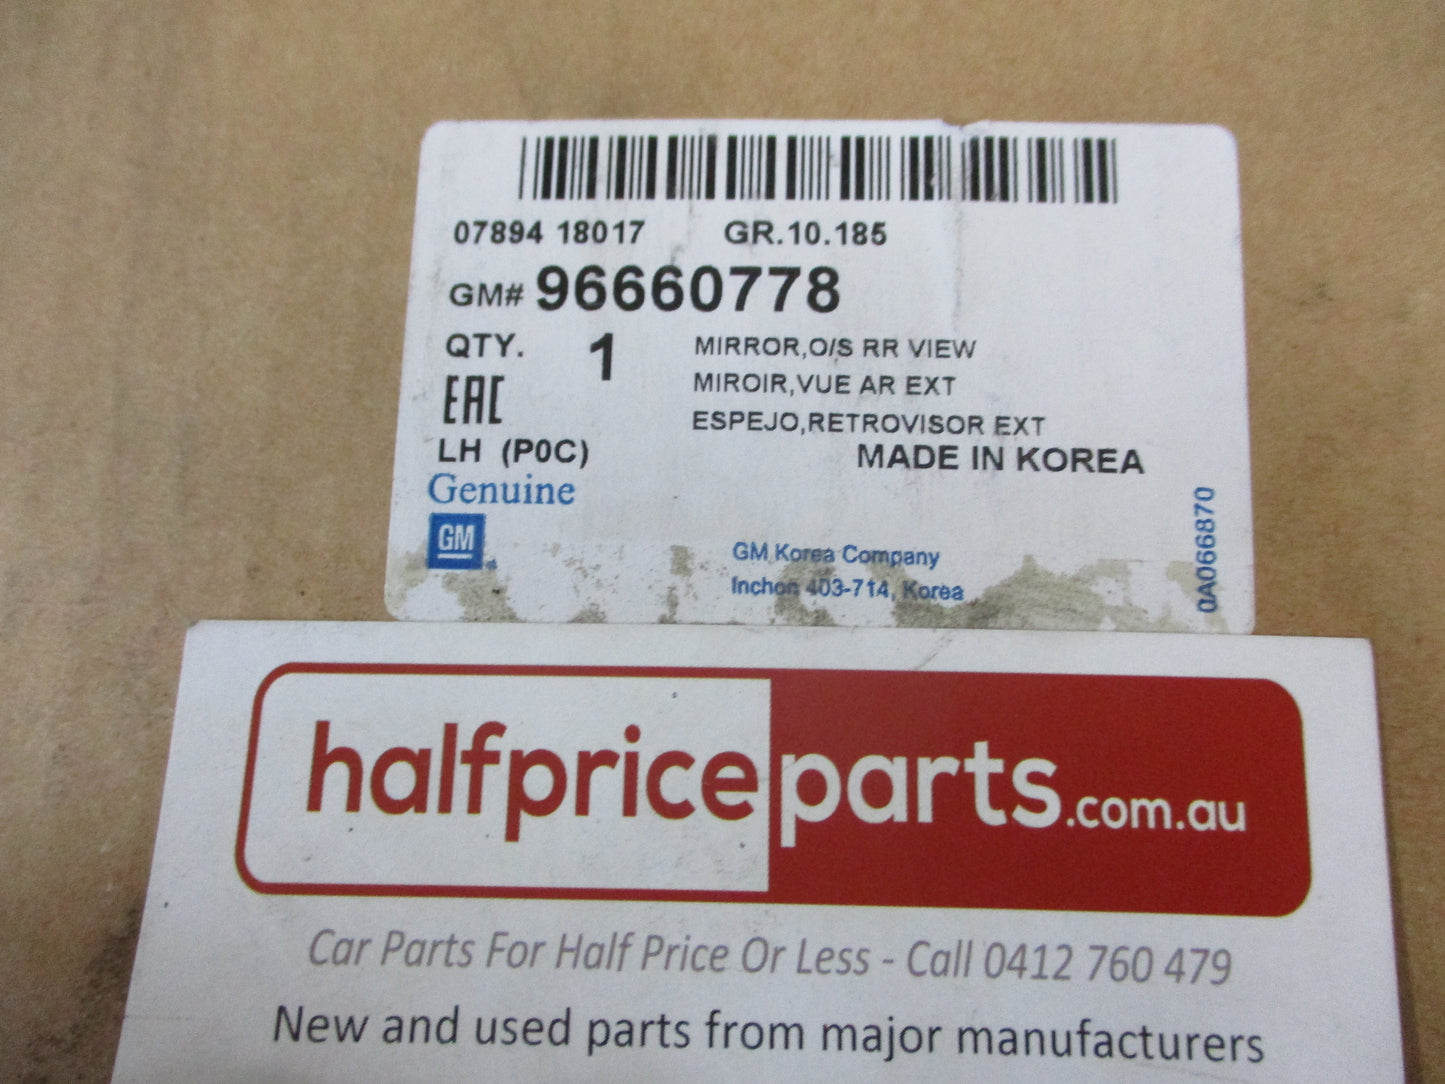 07894 18017 GR.10.185
GM# 96660778
QTY. 1 MIRROR,O/S RR VIEW
MIROIR,VUE AR EXT
EAC
ESPEJO,RETROVISOR EXT
LH (P0C) MADE IN KOREA
Genuine
GM
GM Korea Company
Inchon 403-714, Korea
0A066870
halfpriceparts.com.au
Car Parts For Half Price Or Less - Call 0412 760 479
New and used parts from major manufacturers